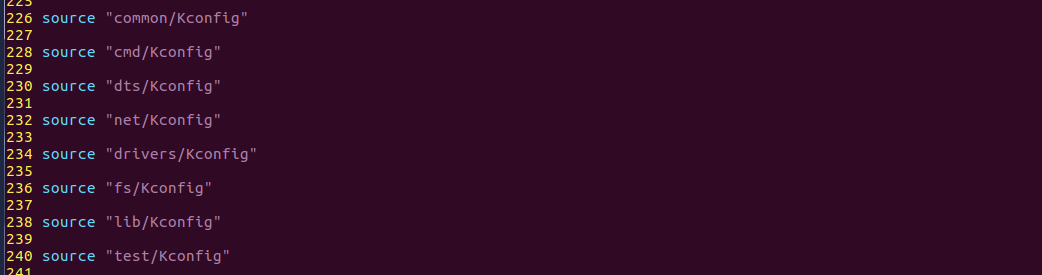 225
226 source "common/Kconfig"
227
228 source "cmd/Kconfig"
229
230 source "dts/Kconfig"
231
232 source "net/Kconfig"
233
234 source "drivers/Kconfig"
235
236 source "fs/Kconfig"
237
238 source "lib/Kconfig"
239
240 source "test/Kconfig"
241